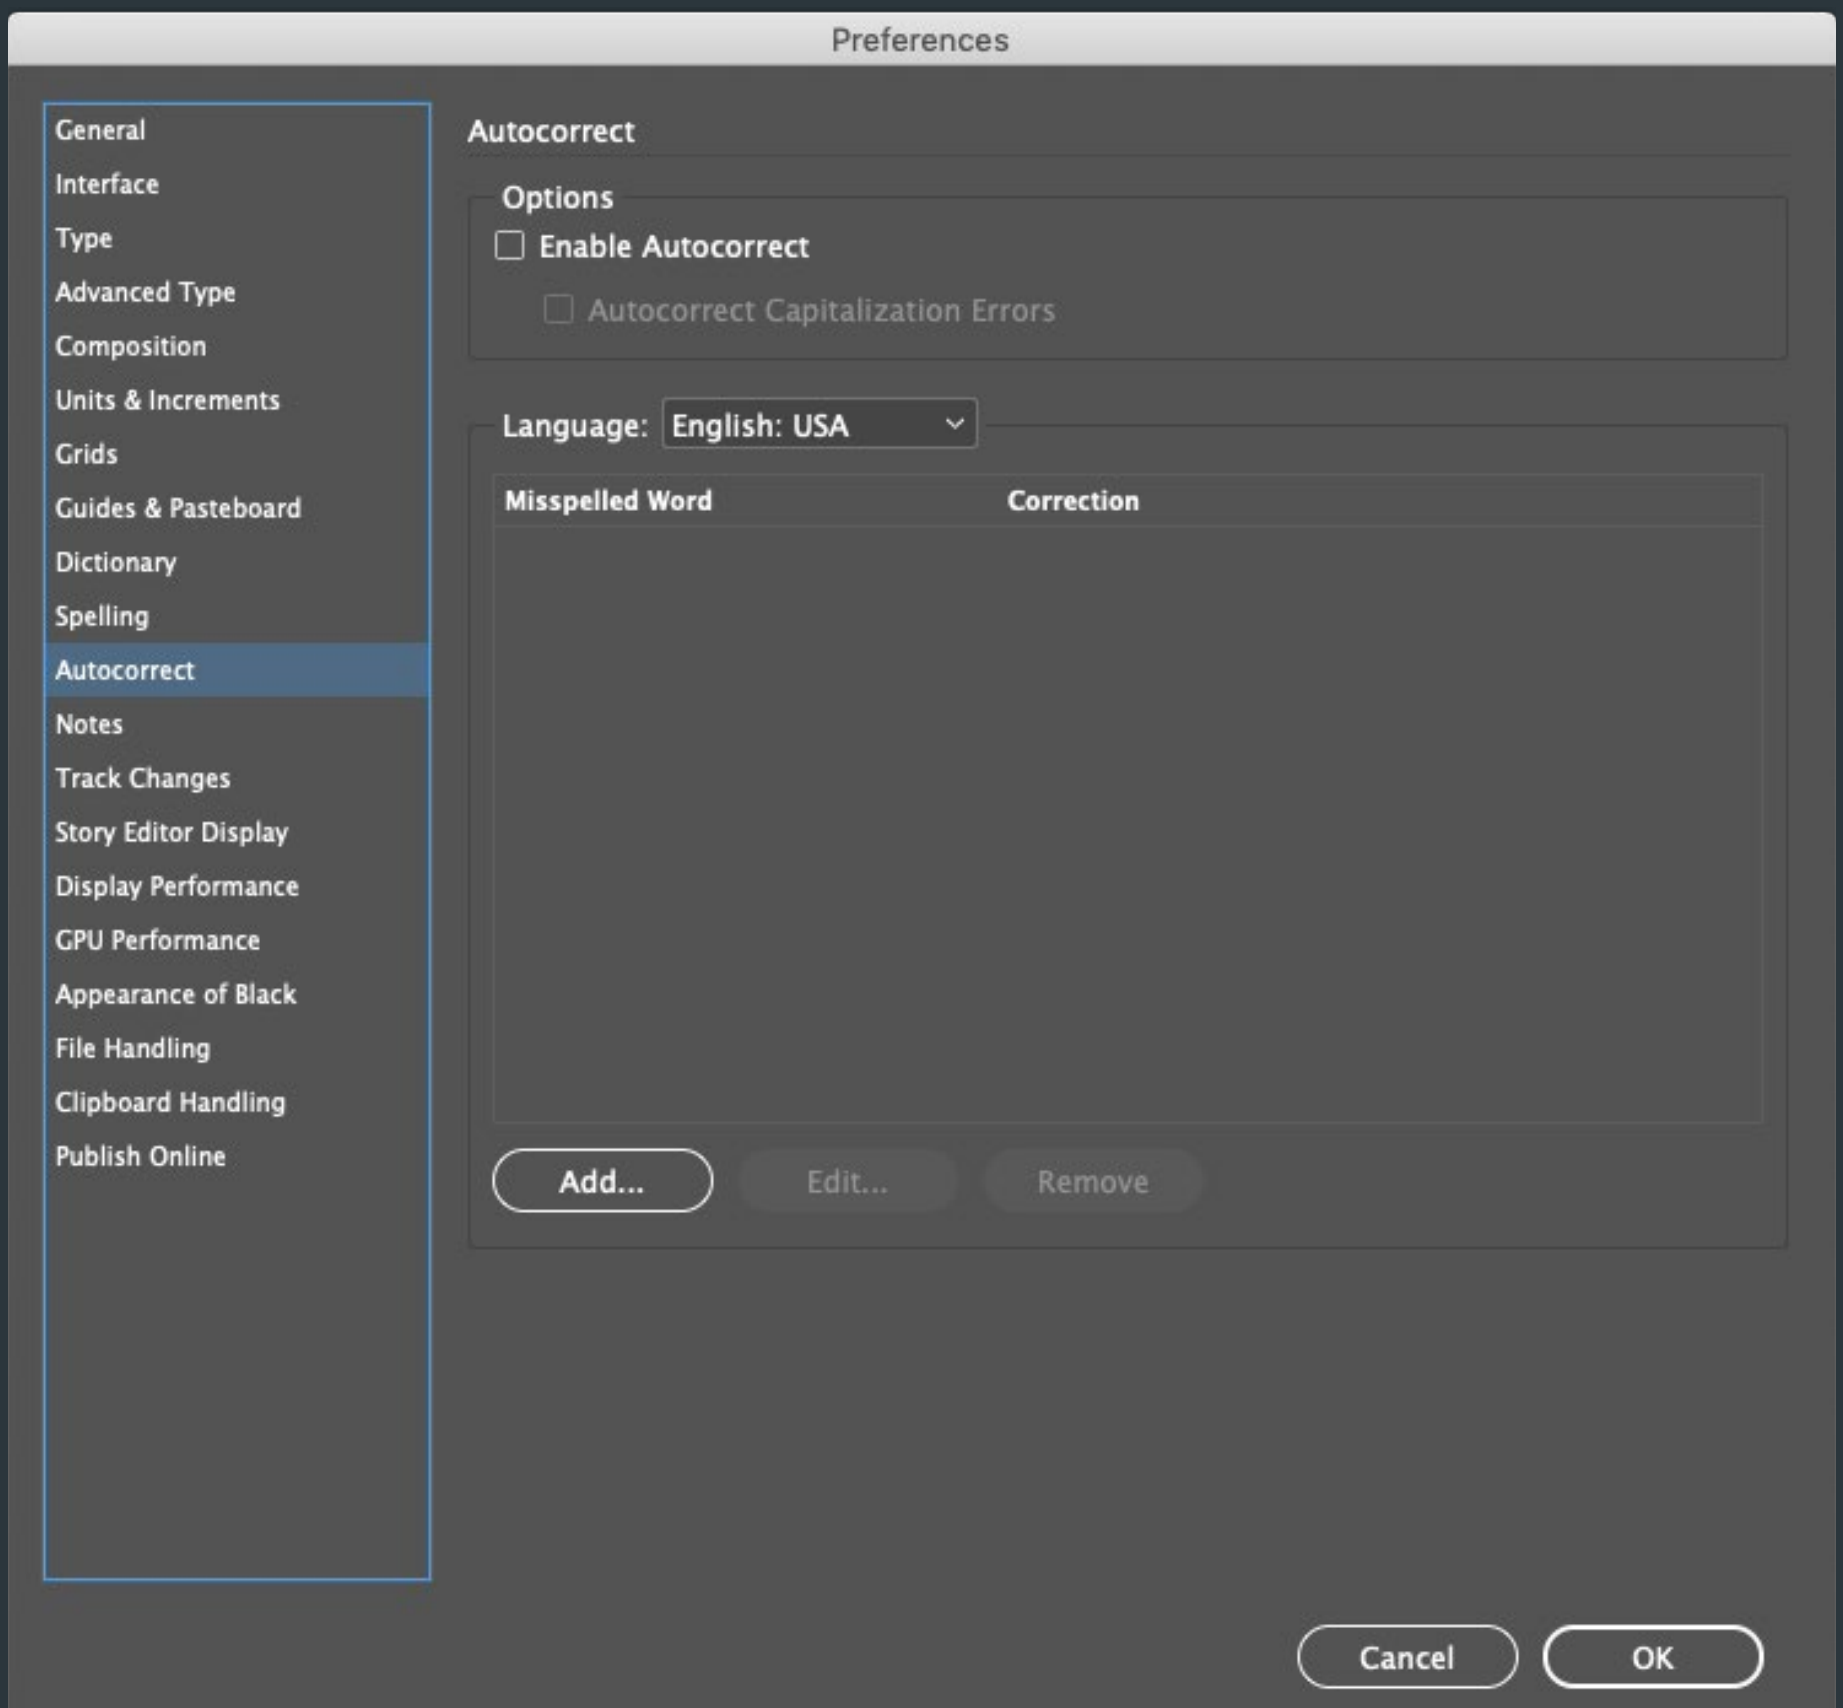 Preferences
General
Interface
Type
Advanced Type
Composition
Units & Increments
Grids
Guides & Pasteboard
Dictionary
Spelling
Autocorrect
Notes
Track Changes
Story Editor Display
Display Performance
GPU Performance
Appearance of Black
File Handling
Clipboard Handling
Publish Online
Autocorrect
Options
Enable Autocorrect
Autocorrect Capitalization Errors
Language: English: USA
Misspelled Word Correction
Add... Edit... Remove
Cancel OK